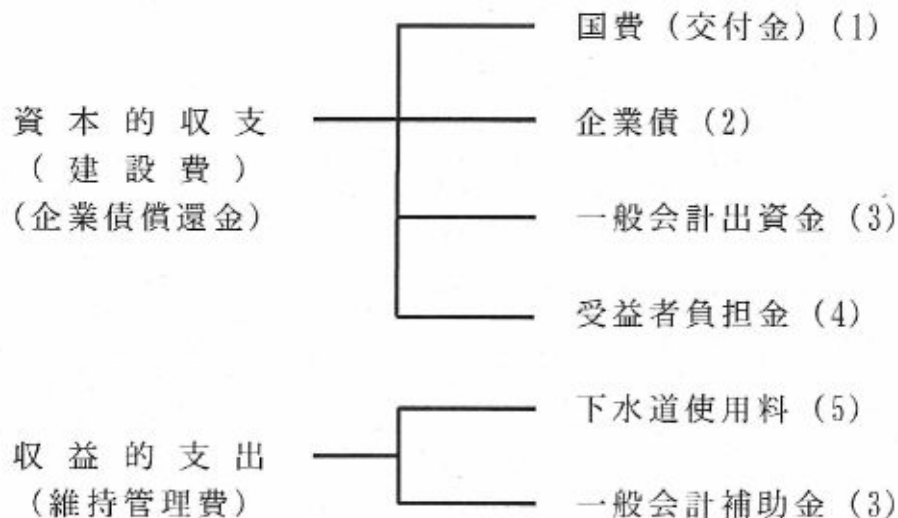 国費（交付金）(1)
資本的収支
（建設費）
(企業債償還金)
企業債 (2)
一般会計出資金 (3)
受益者負担金 (4)
下水道使用料 (5)
収益的支出
(維持管理費)
一般会計補助金 (3)